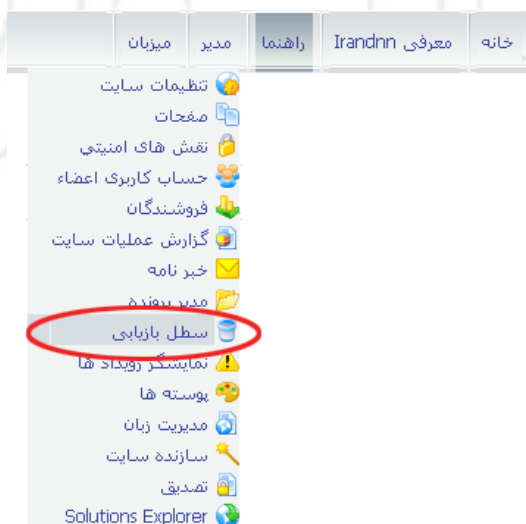 خانه معرفی Irandnn راهنما مدیر میزبان
تنظیمات سایت
صفحات
نقش های امنیتي
حساب کاربری اعضاء
فروشندگان
گزارش عملیات سایت
خبر نامه
مدیر پرونده
سطل بازیابی
نمایشگر رویداد ها
پوسته ها
مدیریت زبان
سازنده سایت
تصدیق
Solutions Explorer